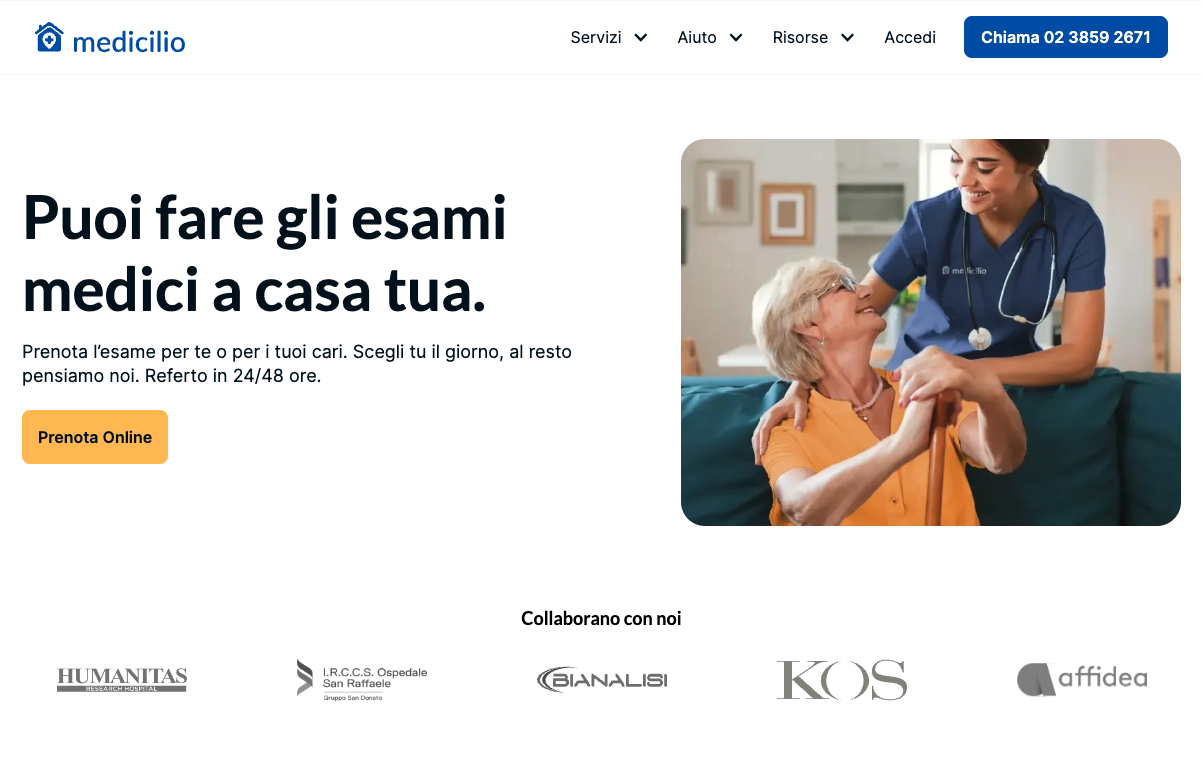 medicilio
Servizi
Aiuto
Risorse
Accedi
Chiama 02 3859 2671
Puoi fare gli esami
medici a casa tua.
Prenota l’esame per te o per i tuoi cari. Scegli tu il giorno, al resto
pensiamo noi. Referto in 24/48 ore.
Prenota Online
medicilio
Collaborano con noi
HUMANITAS
RESEARCH HOSPITAL
I.R.C.C.S. Ospedale
San Raffaele
Gruppo San Donato
BIANALISI
KOS
affidea